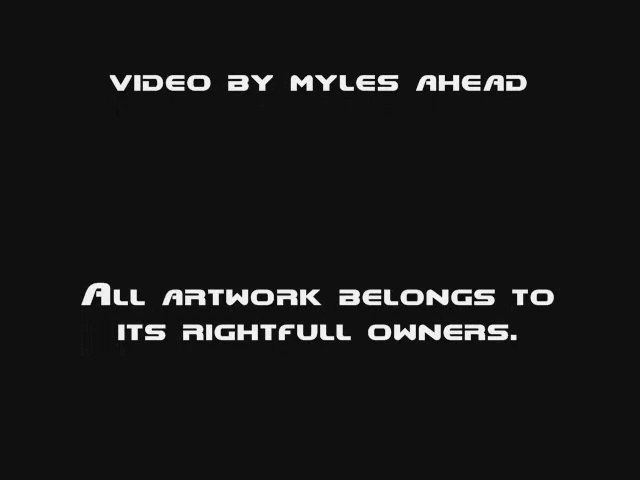 VIDEO BY MYLES AHEAD
ALL ARTWORK BELONGS TO
ITS RIGHTFULL OWNERS.